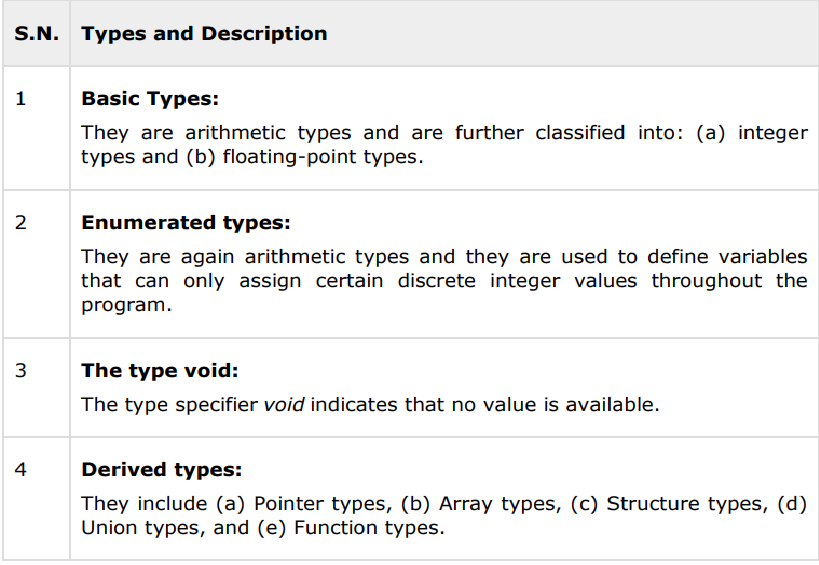 S.N. Types and Description
1 Basic Types:
They are arithmetic types and are further classified into: (a) integer
types and (b) floating-point types.
2 Enumerated types:
They are again arithmetic types and they are used to define variables
that can only assign certain discrete integer values throughout the
program.
3 The type void:
The type specifier void indicates that no value is available.
4 Derived types:
They include (a) Pointer types, (b) Array types, (c) Structure types, (d)
Union types, and (e) Function types.